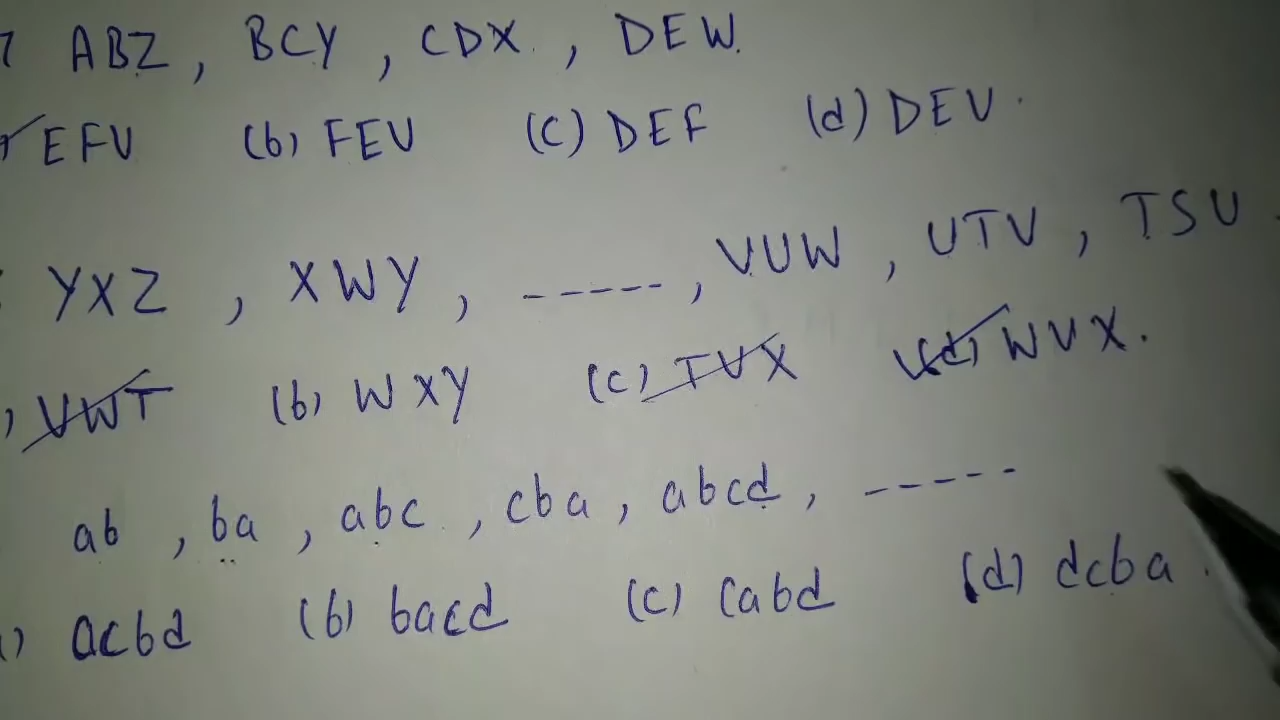 ABZ, BCY, CDX, DEW.
EFV (b) FEV (C) DEF (d) DEV.
YXZ, XWY, -----, VUW, UTV, TSU
) VWT (b) WXY (c) TVX (d) WVX.
ab, ba, abc, cba, abcd, -----
) acbd (b) bacd (c) cabd (d) dcba.